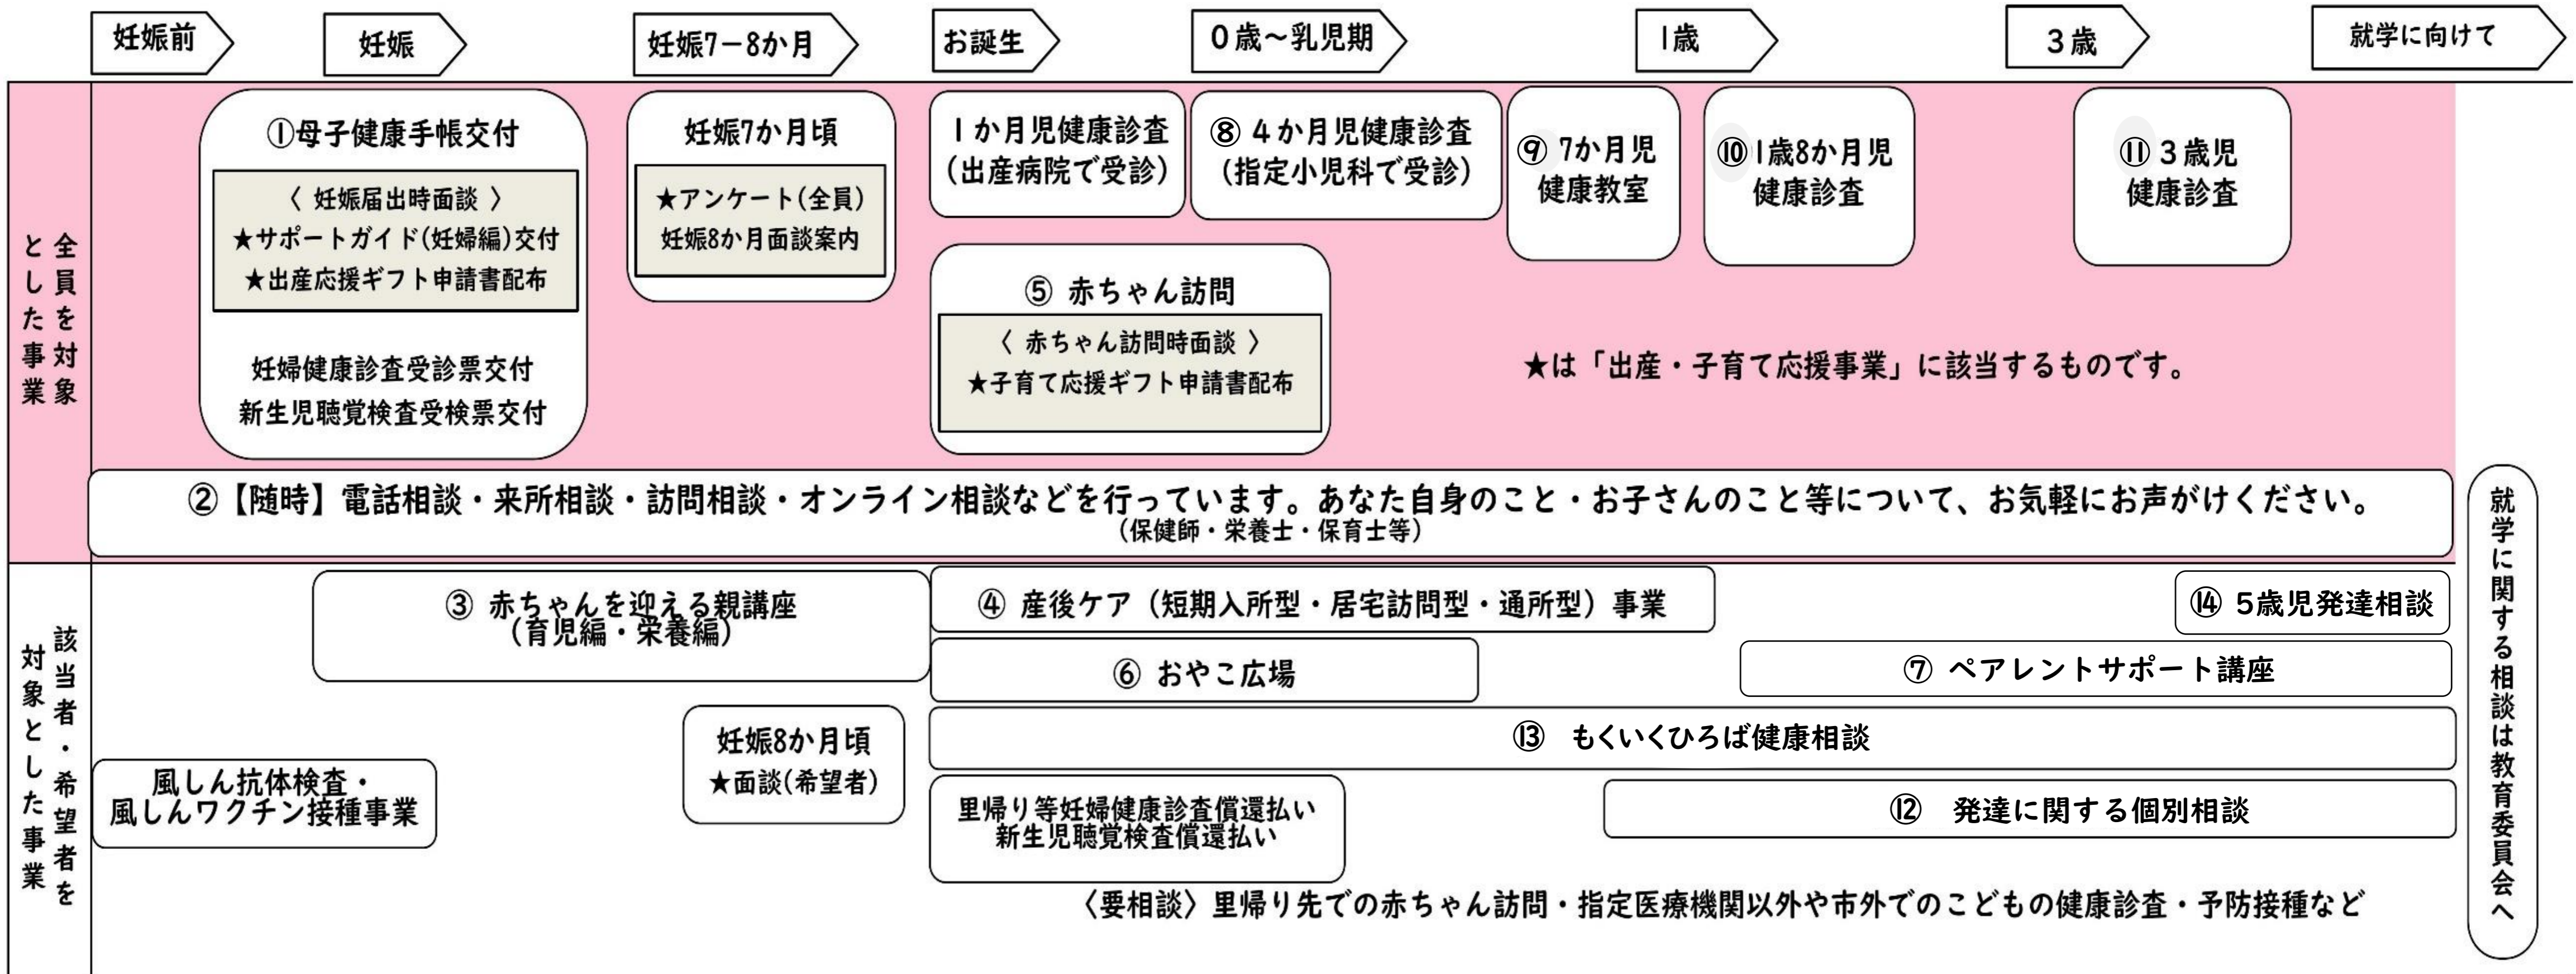 妊娠前
妊娠
妊娠7－8か月
お誕生
０歳～乳児期
1歳
３歳
就学に向けて
全員を対象
とした事業
①母子健康手帳交付
〈 妊娠届出時面談 〉
★サポートガイド(妊婦編)交付
★出産応援ギフト申請書配布
妊婦健康診査受診票交付
新生児聴覚検査受検票交付
妊娠7か月頃
★アンケート(全員)
妊娠8か月面談案内
１か月児健康診査
(出産病院で受診)
⑧ ４か月児健康診査
(指定小児科で受診)
⑨ 7か月児
健康教室
⑩1歳8か月児
健康診査
⑪ ３歳児
健康診査
⑤ 赤ちゃん訪問
〈 赤ちゃん訪問時面談 〉
★子育て応援ギフト申請書配布
★は「出産・子育て応援事業」に該当するものです。
②【随時】電話相談・来所相談・訪問相談・オンライン相談などを行っています。あなた自身のこと・お子さんのこと等について、お気軽にお声がけください。
(保健師・栄養士・保育士等)
該当者・希望者を
対象とした事業
③ 赤ちゃんを迎える親講座
(育児編・栄養編)
④ 産後ケア（短期入所型・居宅訪問型・通所型）事業
⑭ 5歳児発達相談
⑥ おやこ広場
⑦ ペアレントサポート講座
妊娠8か月頃
★面談(希望者)
⑬ もくいくひろば健康相談
風しん抗体検査・
風しんワクチン接種事業
里帰り等妊婦健康診査償還払い
新生児聴覚検査償還払い
⑫ 発達に関する個別相談
〈要相談〉里帰り先での赤ちゃん訪問・指定医療機関以外や市外でのこどもの健康診査・予防接種など
就学に関する相談は教育委員会へ